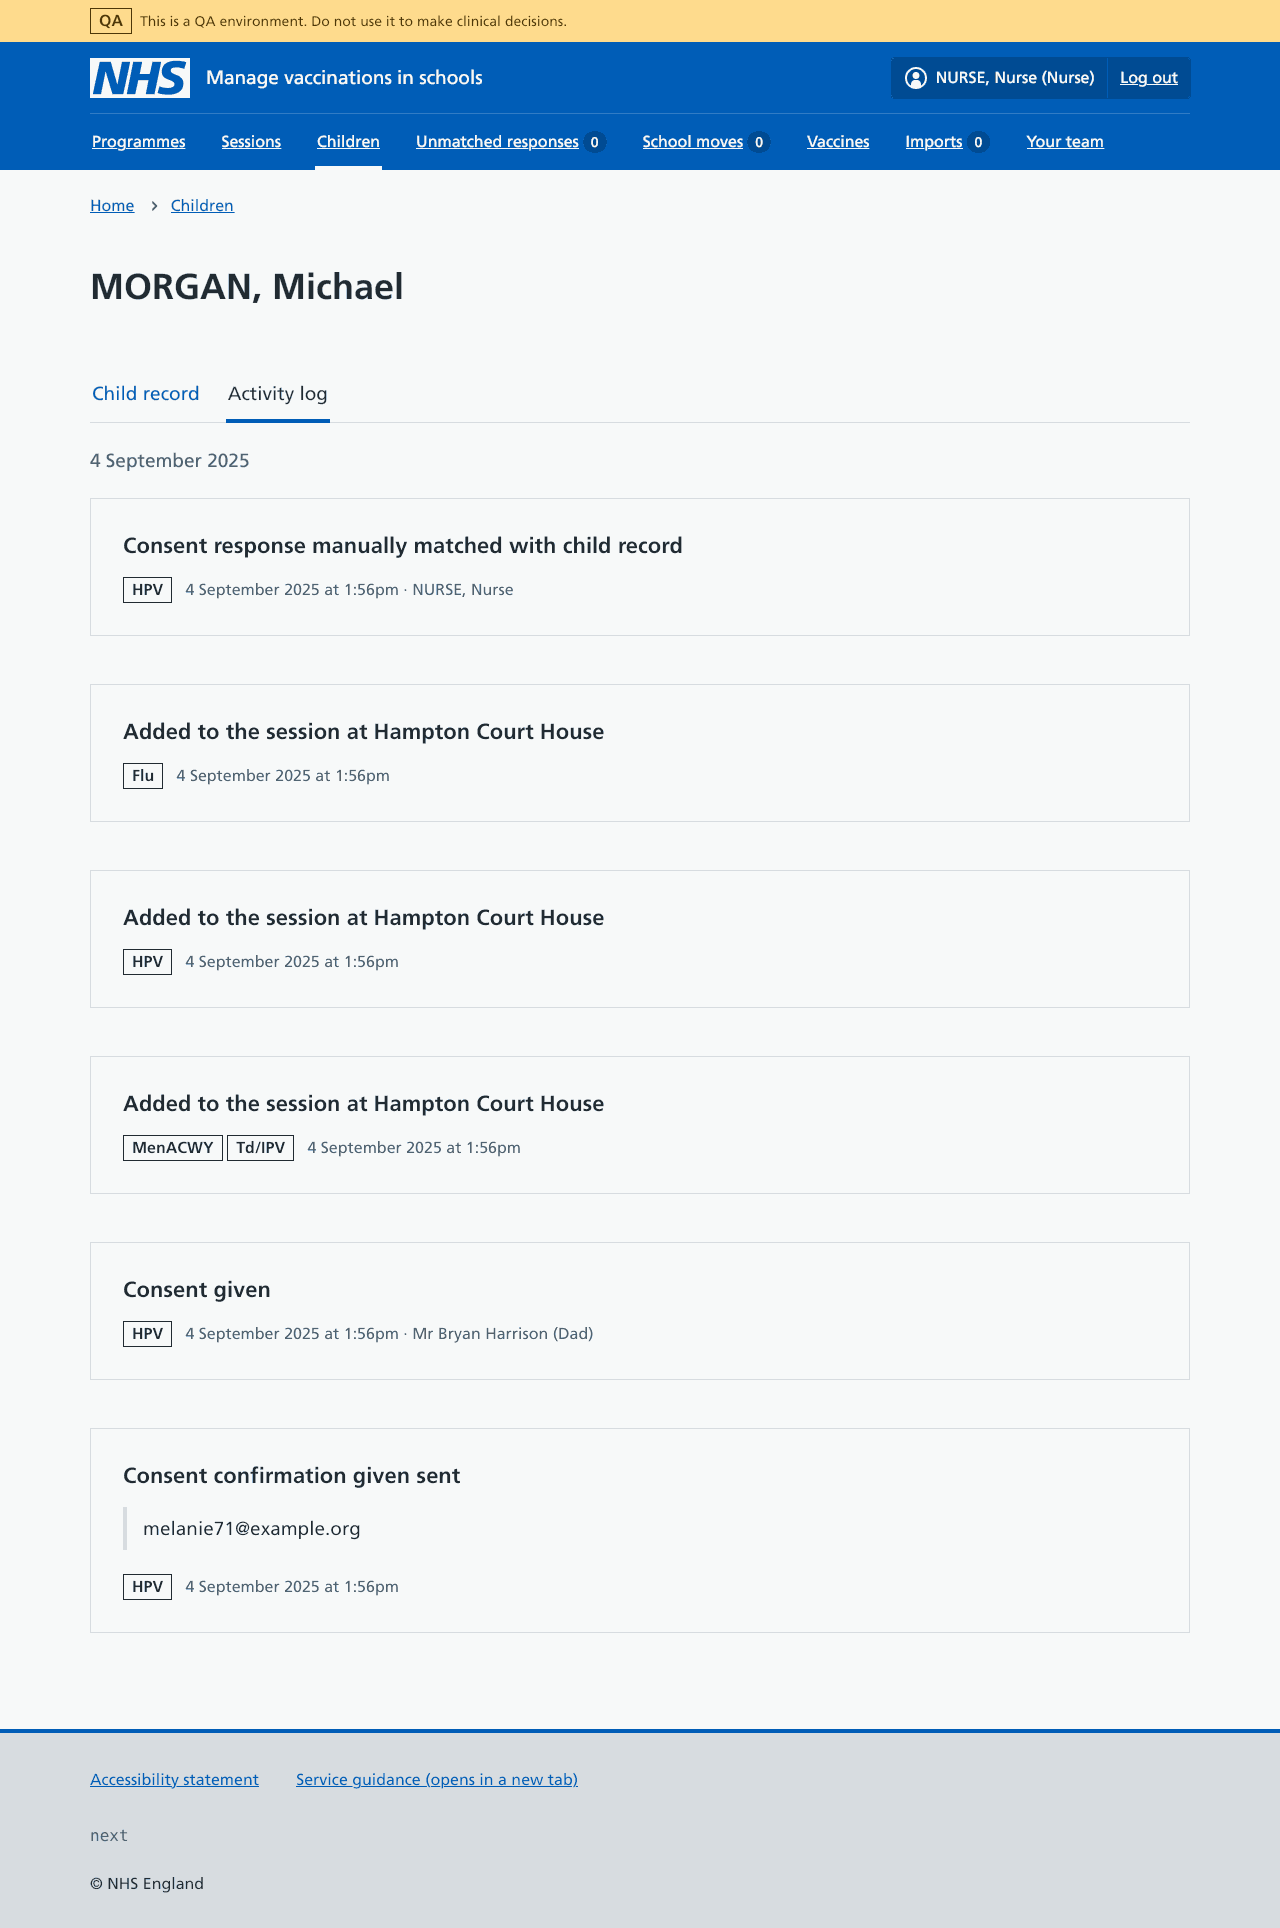 QA This is a QA environment. Do not use it to make clinical decisions.
NHS Manage vaccinations in schools NURSE, Nurse (Nurse) Log out
Programmes Sessions Children Unmatched responses 0 School moves 0 Vaccines Imports 0 Your team
Home › Children
MORGAN, Michael
Child record Activity log
4 September 2025
Consent response manually matched with child record
HPV 4 September 2025 at 1:56pm · NURSE, Nurse
Added to the session at Hampton Court House
Flu 4 September 2025 at 1:56pm
Added to the session at Hampton Court House
HPV 4 September 2025 at 1:56pm
Added to the session at Hampton Court House
MenACWY Td/IPV 4 September 2025 at 1:56pm
Consent given
HPV 4 September 2025 at 1:56pm · Mr Bryan Harrison (Dad)
Consent confirmation given sent
melanie71@example.org
HPV 4 September 2025 at 1:56pm
Accessibility statement Service guidance (opens in a new tab)
next
© NHS England